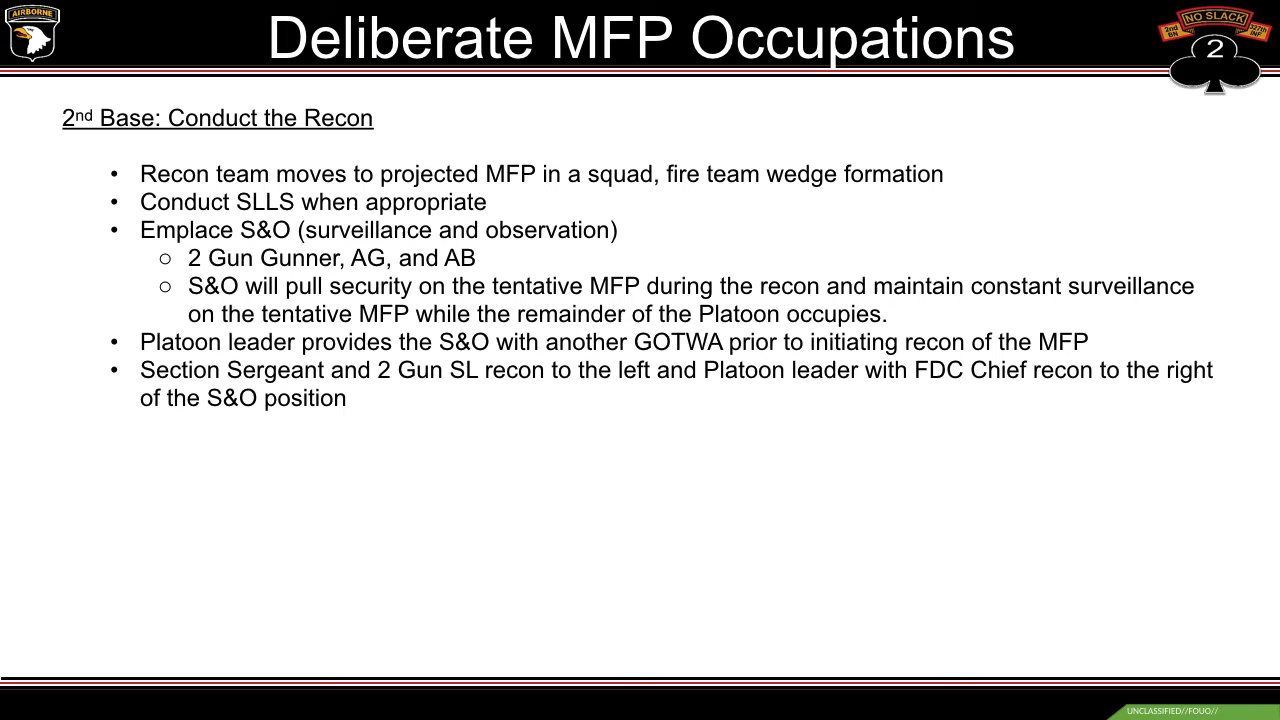 AIRBORNE
Deliberate MFP Occupations
NO SLACK
2nd BN
327th INF
2
2nd Base: Conduct the Recon
• Recon team moves to projected MFP in a squad, fire team wedge formation
• Conduct SLLS when appropriate
• Emplace S&O (surveillance and observation)
○ 2 Gun Gunner, AG, and AB
○ S&O will pull security on the tentative MFP during the recon and maintain constant surveillance
on the tentative MFP while the remainder of the Platoon occupies.
• Platoon leader provides the S&O with another GOTWA prior to initiating recon of the MFP
• Section Sergeant and 2 Gun SL recon to the left and Platoon leader with FDC Chief recon to the right
of the S&O position
UNCLASSIFIED//FOUO//